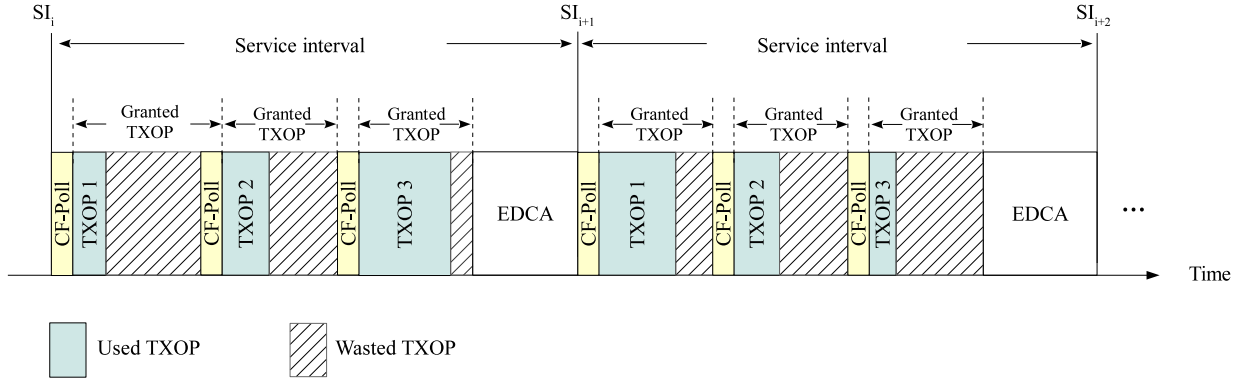 SIi
SIi+1
SIi+2
Service interval
Service interval
Granted
TXOP
Granted
TXOP
Granted
TXOP
Granted
TXOP
Granted
TXOP
Granted
TXOP
CF-Poll
TXOP 1
CF-Poll
TXOP 2
CF-Poll
TXOP 3
EDCA
CF-Poll
TXOP 1
CF-Poll
TXOP 2
CF-Poll
TXOP 3
EDCA
...
Time
Used TXOP
Wasted TXOP